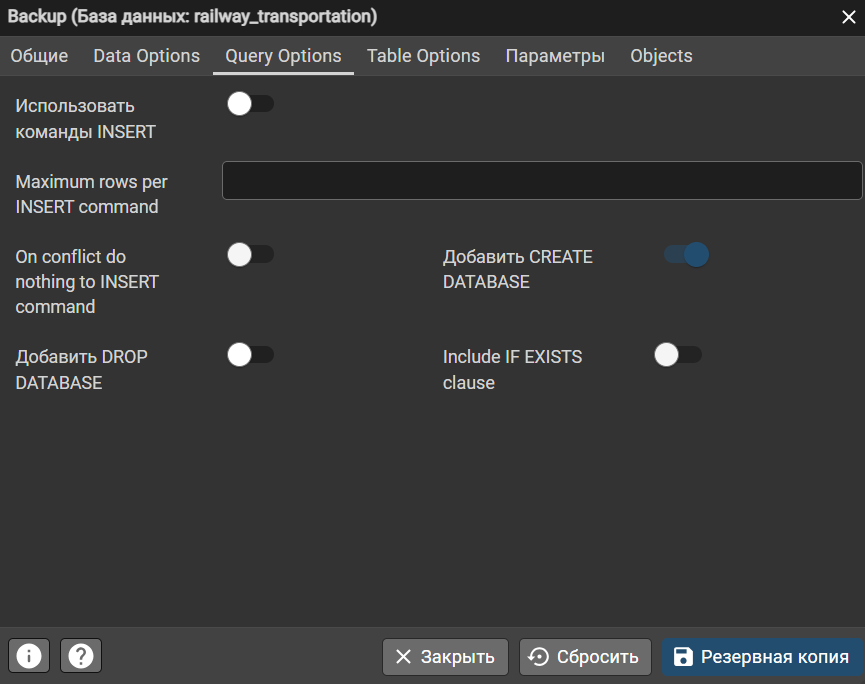 Backup (База данных: railway_transportation)
Общие Data Options Query Options Table Options Параметры Objects
Использовать
команды INSERT
Maximum rows per
INSERT command
On conflict do
nothing to INSERT
command
Добавить CREATE
DATABASE
Добавить DROP
DATABASE
Include IF EXISTS
clause
Закрыть Сбросить Резервная копия